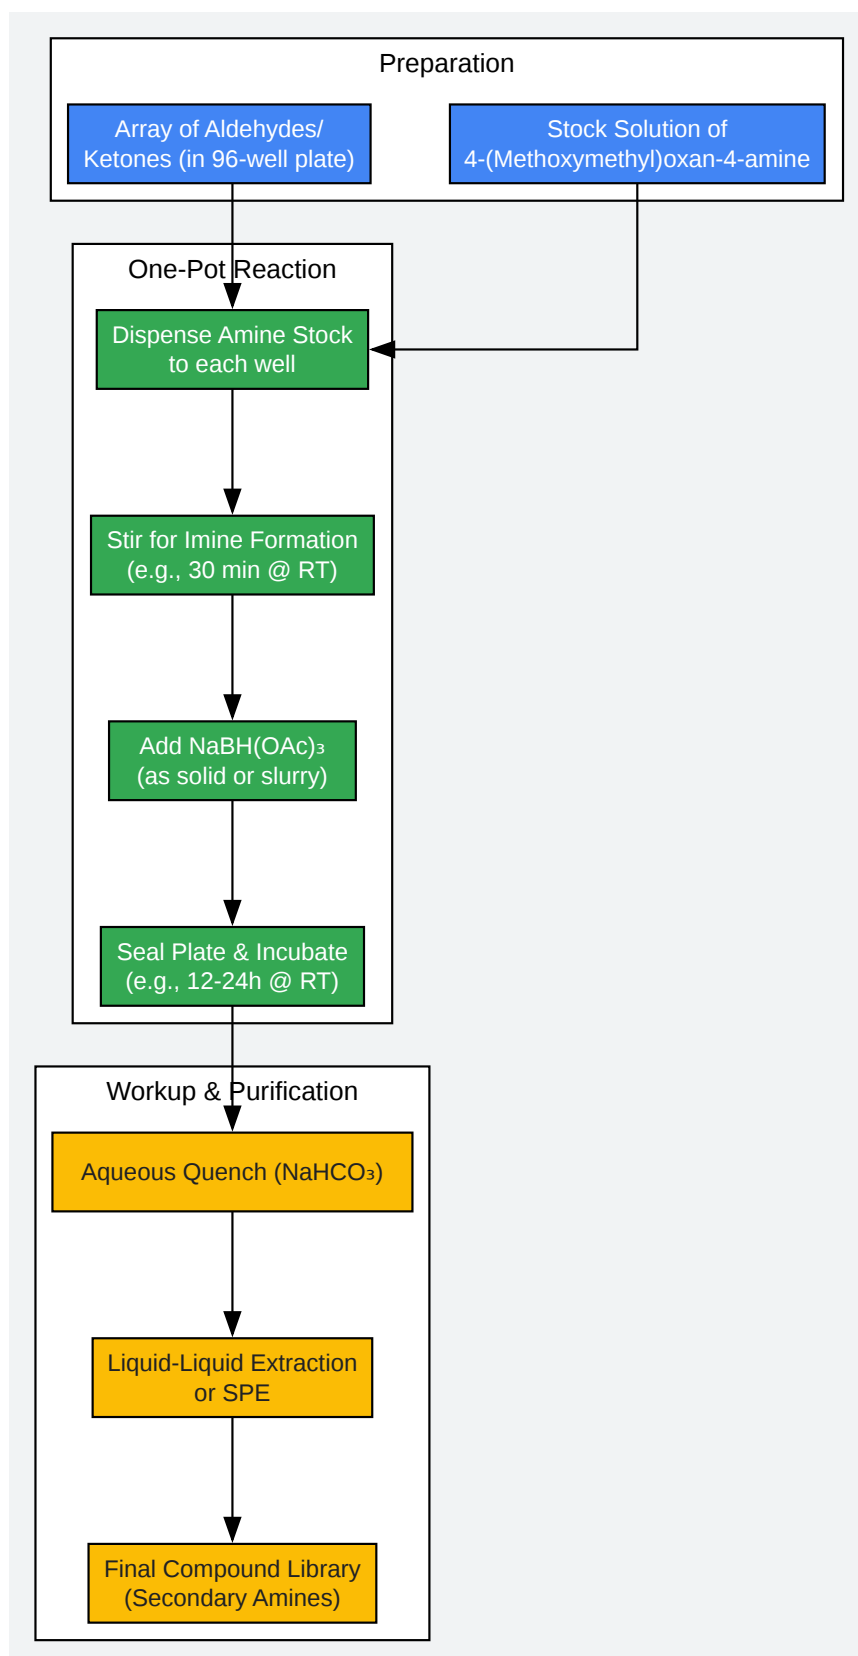 Preparation
Array of Aldehydes/
Ketones (in 96-well plate)
Stock Solution of
4-(Methoxymethyl)oxan-4-amine
One-Pot Reaction
Dispense Amine Stock
to each well
Stir for Imine Formation
(e.g., 30 min @ RT)
Add NaBH(OAc)₃
(as solid or slurry)
Seal Plate & Incubate
(e.g., 12-24h @ RT)
Workup & Purification
Aqueous Quench (NaHCO₃)
Liquid-Liquid Extraction
or SPE
Final Compound Library
(Secondary Amines)